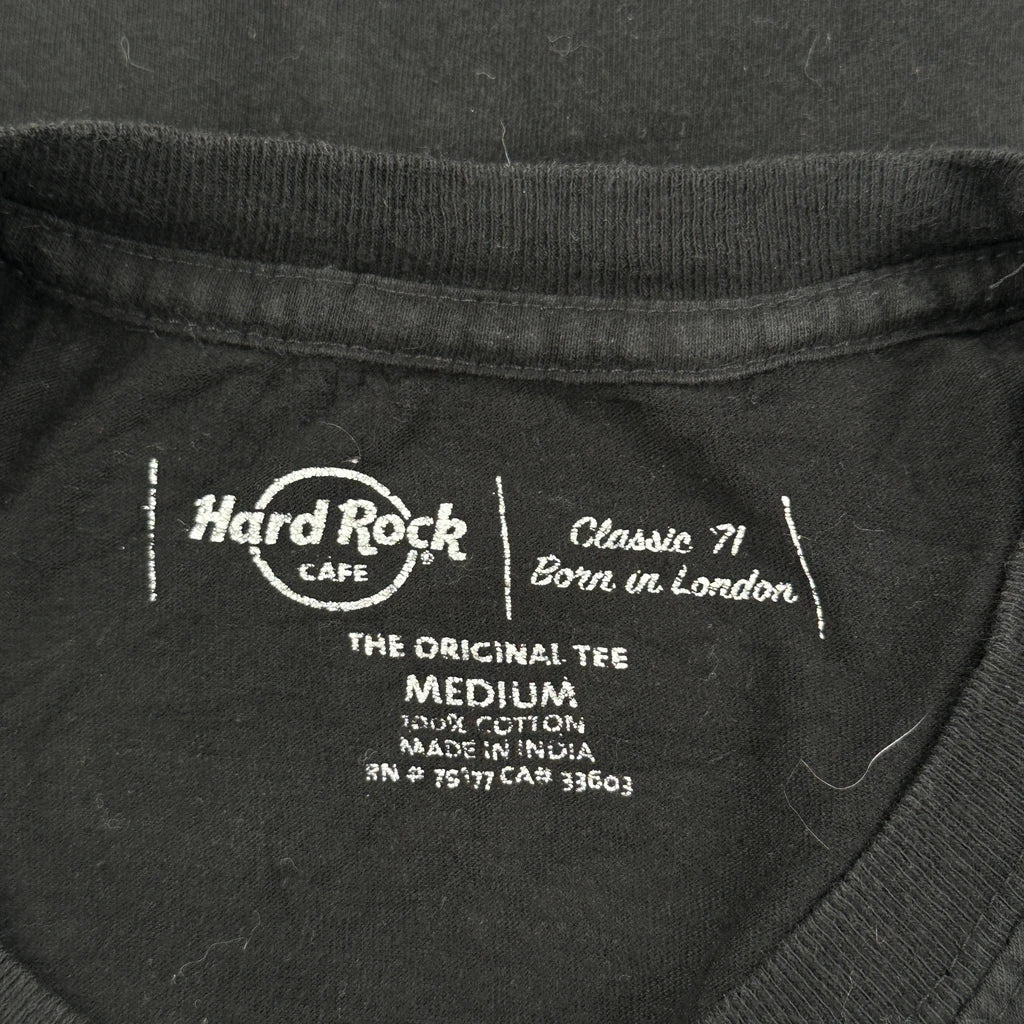 Hard Rock
CAFE
®
Classic '71
Born in London
THE ORIGINAL TEE
MEDIUM
100% COTTON
MADE IN INDIA
RN # CA# 33603